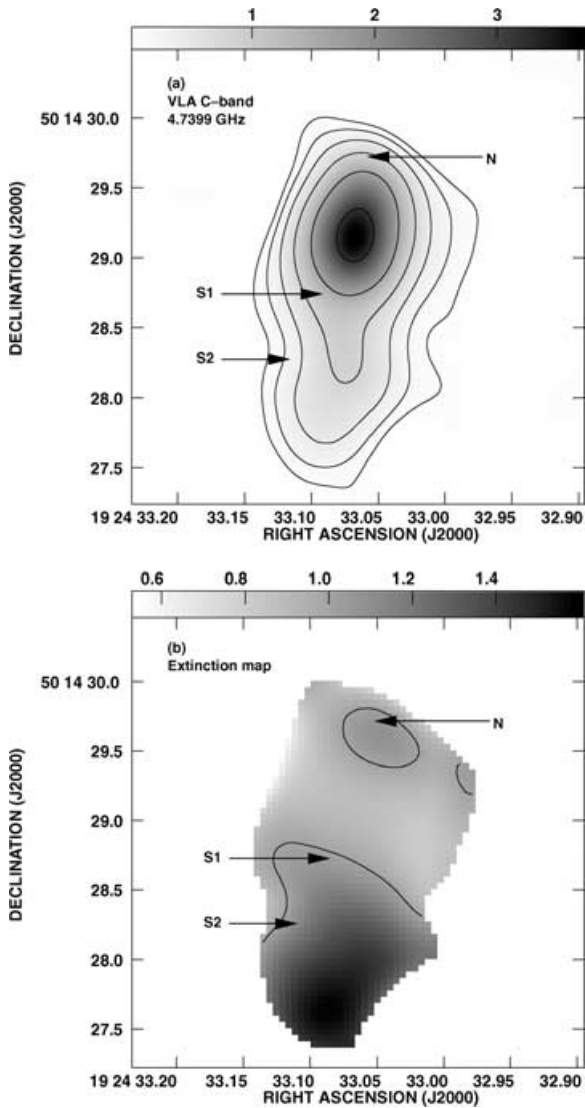 1 2 3
(a)
VLA C–band
4.7399 GHz
50 14 30.0
N
29.5
29.0
S1
28.5
S2
28.0
27.5
DECLINATION (J2000)
19 24 33.20 33.15 33.10 33.05 33.00 32.95 32.90
RIGHT ASCENSION (J2000)
0.6 0.8 1.0 1.2 1.4
(b)
Extinction map
50 14 30.0
N
29.5
29.0
S1
28.5
S2
28.0
27.5
DECLINATION (J2000)
19 24 33.20 33.15 33.10 33.05 33.00 32.95 32.90
RIGHT ASCENSION (J2000)